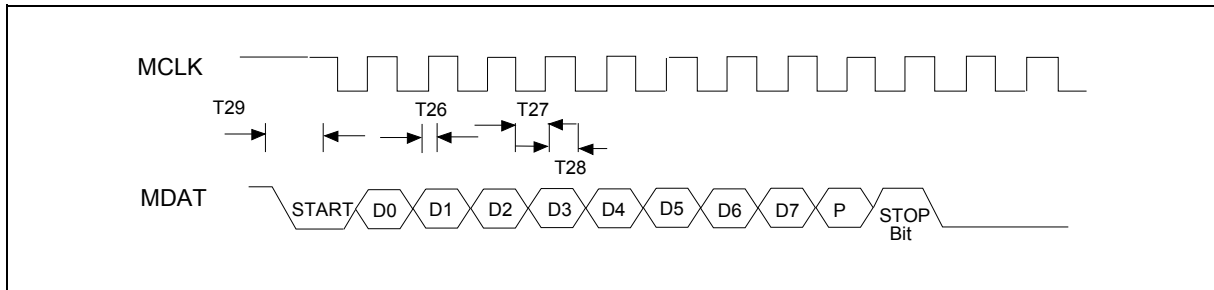 MCLK
T29 T26 T27
T28
MDAT
START D0 D1 D2 D3 D4 D5 D6 D7 P STOP
Bit